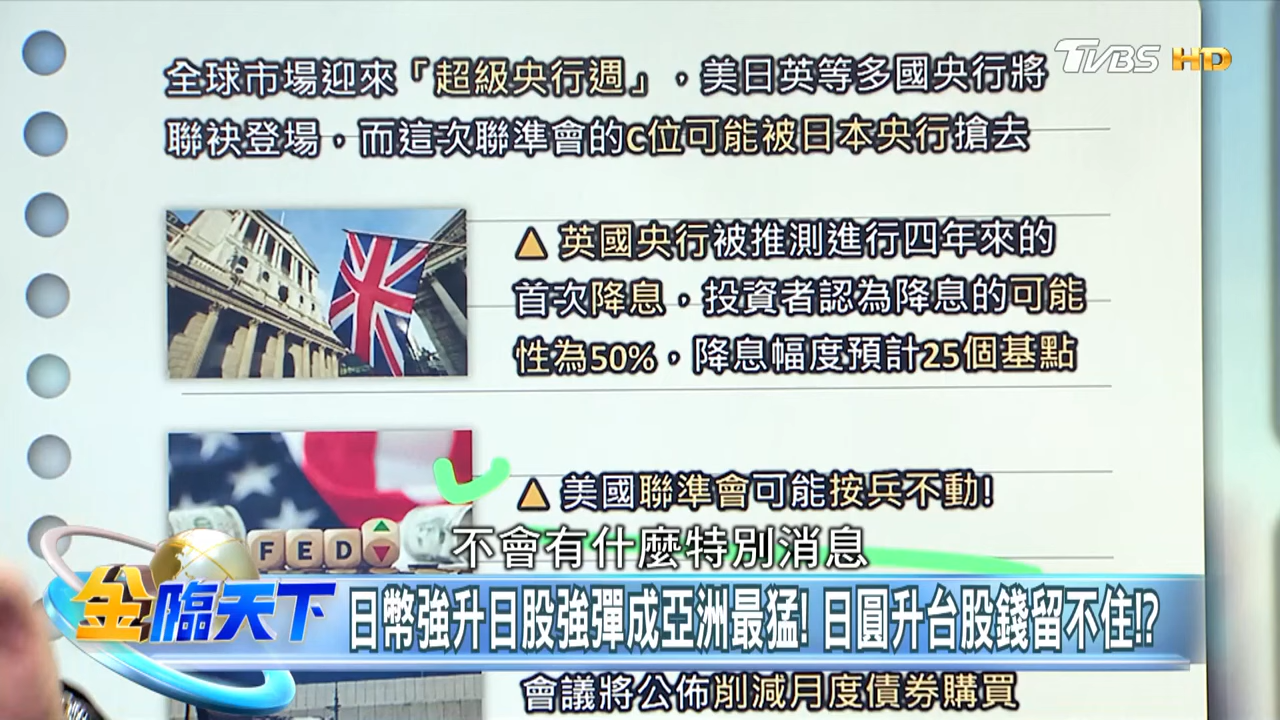 TVBS HD
全球市場迎來「超級央行週」，美日英等多國央行將
聯袂登場，而這次聯準會的C位可能被日本央行搶去
▲英國央行被推測進行四年來的
首次降息，投資者認為降息的可能
性為50%，降息幅度預計25個基點
▲美國聯準會可能按兵不動!
FED
不會有什麼特別消息
金臨天下
日幣強升日股強彈成亞洲最猛! 日圓升台股錢留不住!?
會議將公佈削減月度債券購買